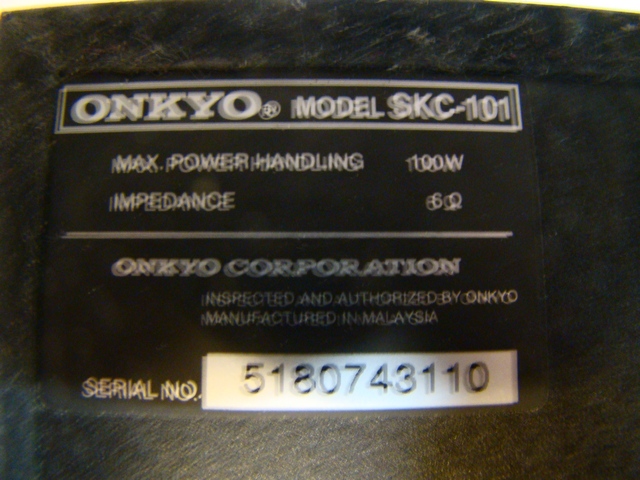 ONKYO® MODEL SKC-101
MAX. POWER HANDLING 100W
IMPEDANCE 6 Ω
ONKYO CORPORATION
INSPECTED AND AUTHORIZED BY ONKYO
MANUFACTURED IN MALAYSIA
SERIAL NO. 5180743110